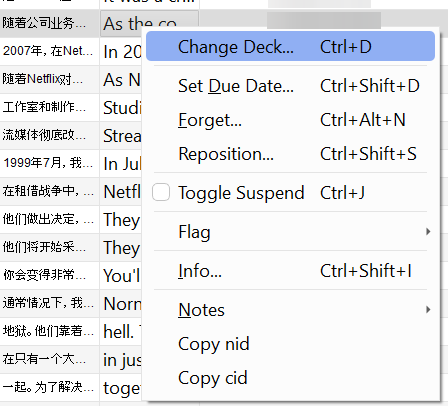 It was a ch...
随着公司业务... As the co...
2007年, 在Net... In 20
随着Netflix对... As N
工作室和制作... Studi
流媒体彻底改... Strea
1999年7月, 我... In Jul
在租借战争中, ... Netfl
他们做出决定, ... They
他们将开始采... They
你会变得非常... You'll
通常情况下, 我... Norn
地狱。他们靠着... hell. T
在只有一个大... in jus
一起。为了解决... toge
Change Deck... Ctrl+D
Set Due Date... Ctrl+Shift+D
Forget... Ctrl+Alt+N
Reposition... Ctrl+Shift+S
Toggle Suspend Ctrl+J
Flag
Info... Ctrl+Shift+I
Notes
Copy nid
Copy cid